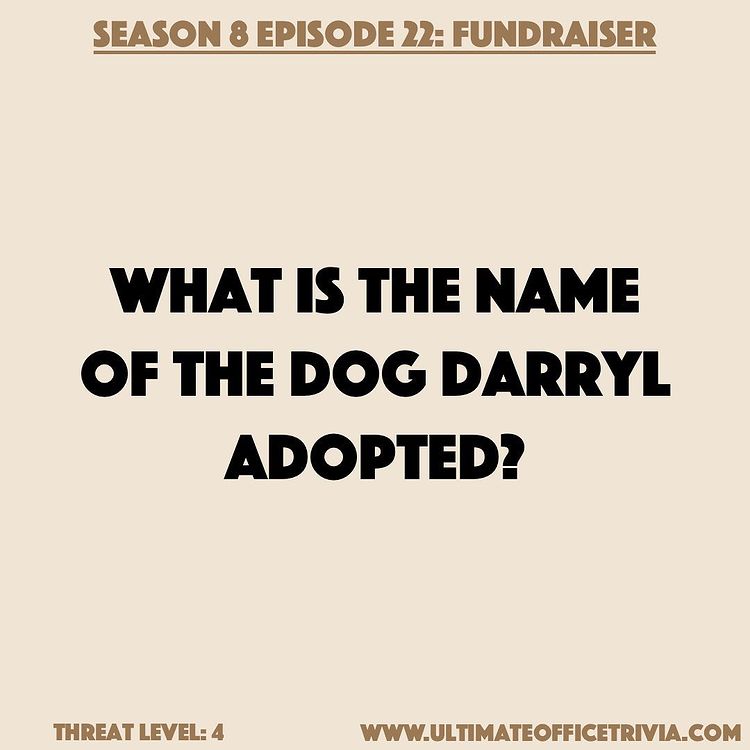 SEASON 8 EPISODE 22: FUNDRAISER
WHAT IS THE NAME
OF THE DOG DARRYL
ADOPTED?
THREAT LEVEL: 4
WWW.ULTIMATEOFFICETRIVIA.COM